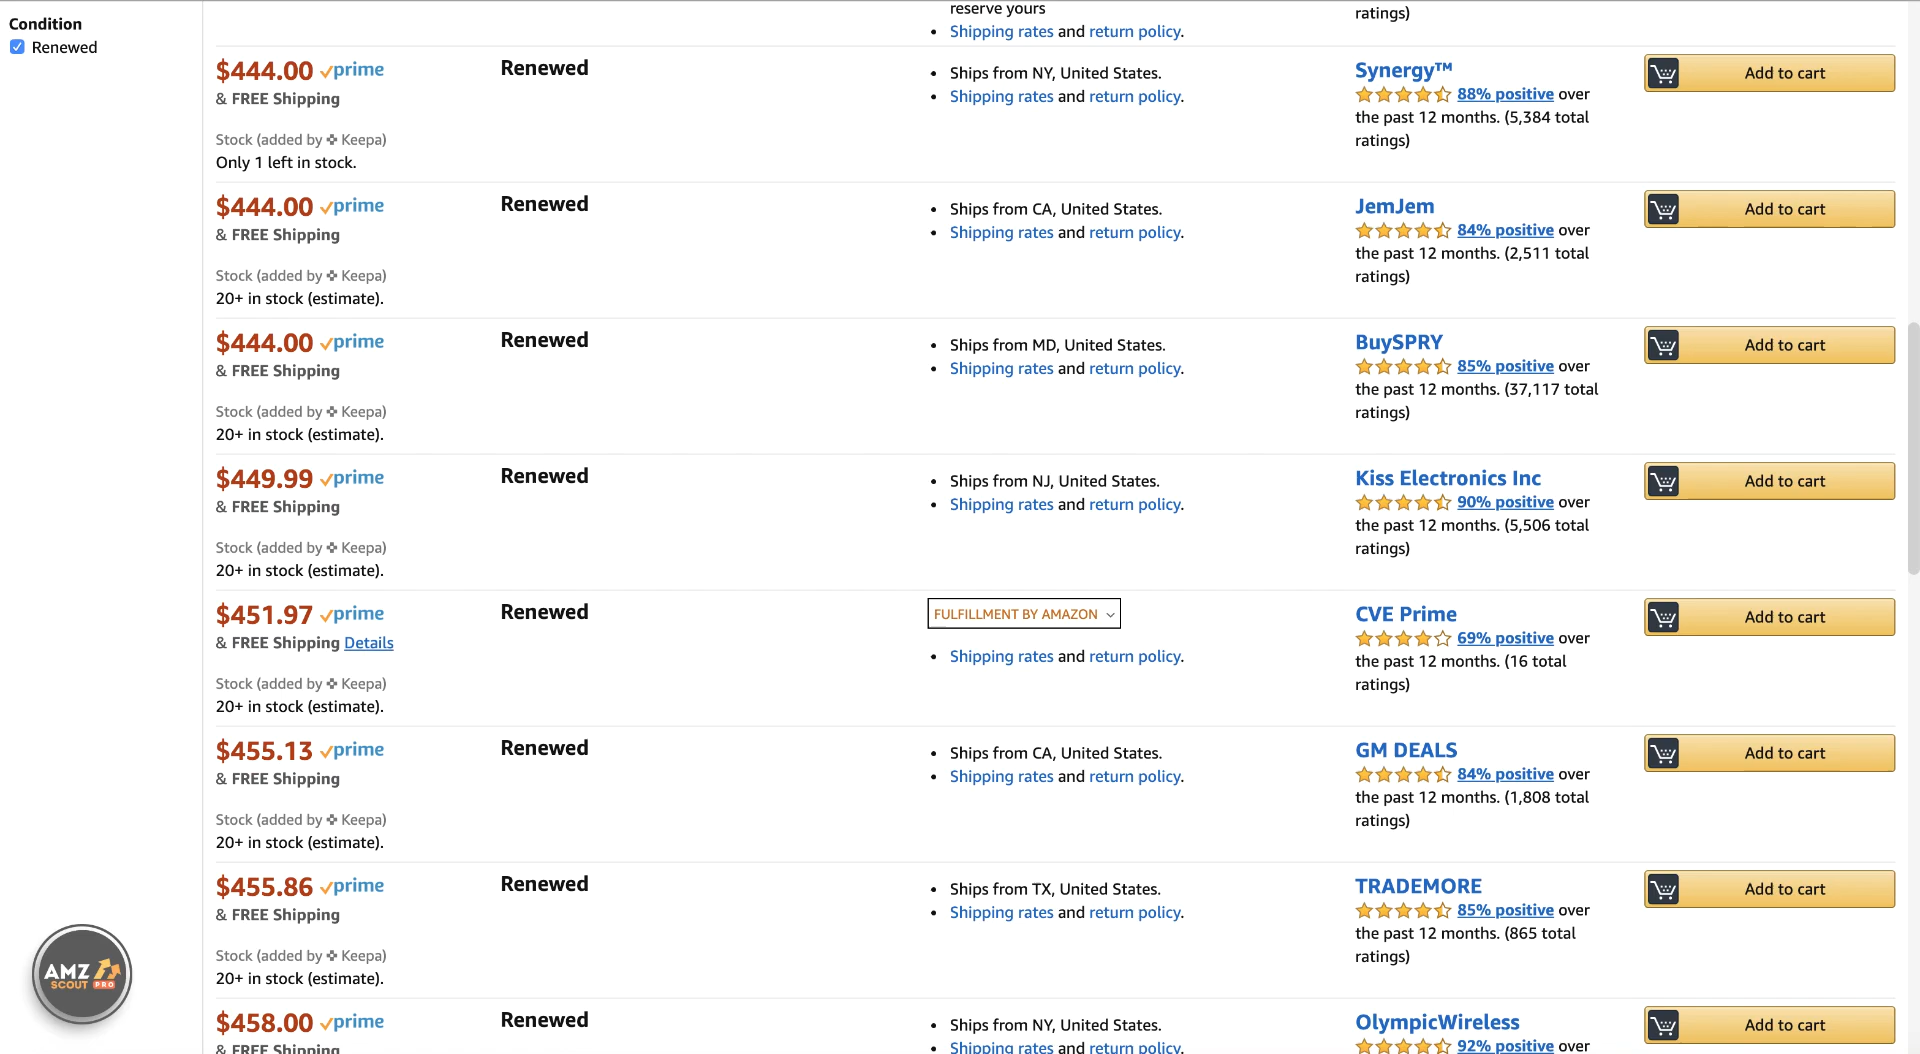 Condition
Renewed
reserve yours
Shipping rates and return policy.
ratings)
$444.00 prime
& FREE Shipping
Stock (added by Keepa)
Only 1 left in stock.
Renewed
Ships from NY, United States.
Shipping rates and return policy.
Synergy™
88% positive over
the past 12 months. (5,384 total
ratings)
Add to cart
$444.00 prime
& FREE Shipping
Stock (added by Keepa)
20+ in stock (estimate).
Renewed
Ships from CA, United States.
Shipping rates and return policy.
JemJem
84% positive over
the past 12 months. (2,511 total
ratings)
Add to cart
$444.00 prime
& FREE Shipping
Stock (added by Keepa)
20+ in stock (estimate).
Renewed
Ships from MD, United States.
Shipping rates and return policy.
BuySPRY
85% positive over
the past 12 months. (37,117 total
ratings)
Add to cart
$449.99 prime
& FREE Shipping
Stock (added by Keepa)
20+ in stock (estimate).
Renewed
Ships from NJ, United States.
Shipping rates and return policy.
Kiss Electronics Inc
90% positive over
the past 12 months. (5,506 total
ratings)
Add to cart
$451.97 prime
& FREE Shipping Details
Stock (added by Keepa)
20+ in stock (estimate).
Renewed
FULFILLMENT BY AMAZON
Shipping rates and return policy.
CVE Prime
69% positive over
the past 12 months. (16 total
ratings)
Add to cart
$455.13 prime
& FREE Shipping
Stock (added by Keepa)
20+ in stock (estimate).
Renewed
Ships from CA, United States.
Shipping rates and return policy.
GM DEALS
84% positive over
the past 12 months. (1,808 total
ratings)
Add to cart
$455.86 prime
& FREE Shipping
Stock (added by Keepa)
20+ in stock (estimate).
Renewed
Ships from TX, United States.
Shipping rates and return policy.
TRADEMORE
85% positive over
the past 12 months. (865 total
ratings)
Add to cart
$458.00 prime
& FREE Shipping
Renewed
Ships from NY, United States.
Shipping rates and return policy.
OlympicWireless
92% positive over
Add to cart
AMZ
SCOUT PRO